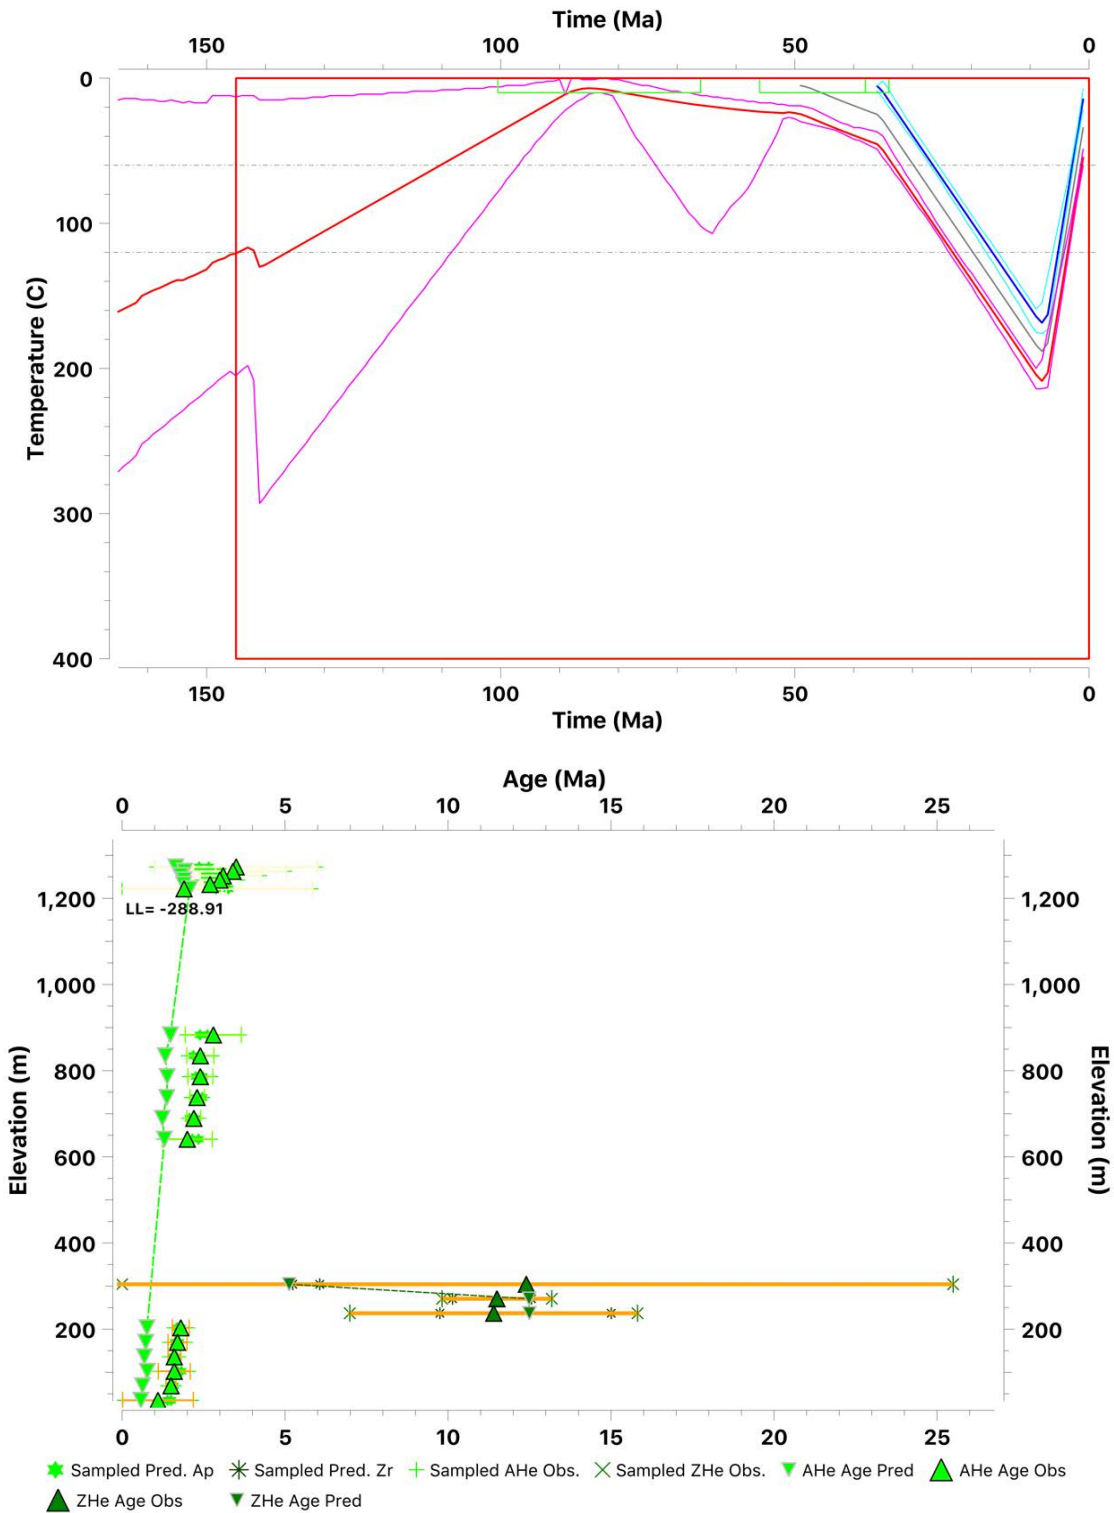 Time (Ma)
150 100 50 0
0
100
200
300
400
Temperature (C)
150 100 50 0
Time (Ma)
Age (Ma)
0 5 10 15 20 25
1,200 1,200
LL= -288.91
1,000 1,000
800 800
600 600
400 400
200 200
Elevation (m)
Elevation (m)
0 5 10 15 20 25
Sampled Pred. Ap Sampled Pred. Zr Sampled AHe Obs. Sampled ZHe Obs. AHe Age Pred AHe Age Obs
ZHe Age Obs ZHe Age Pred